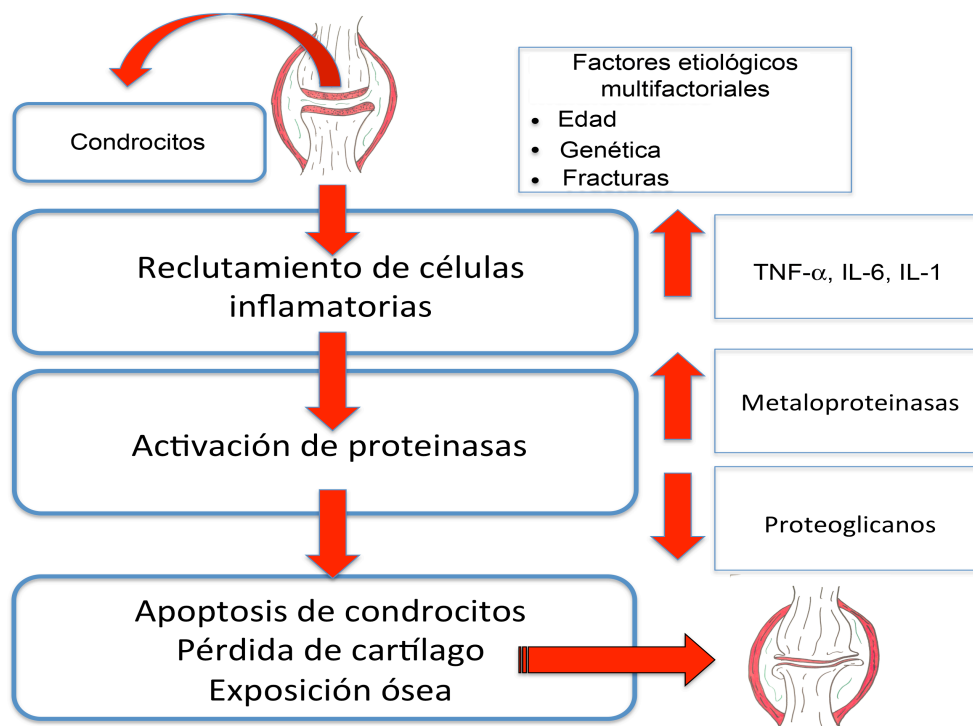 Condrocitos
Factores etiológicos
multifactoriales
• Edad
• Genética
• Fracturas
Reclutamiento de células
inflamatorias
TNF-α, IL-6, IL-1
Activación de proteinasas
Metaloproteinasas
Proteoglicanos
Apoptosis de condrocitos
Pérdida de cartílago
Exposición ósea